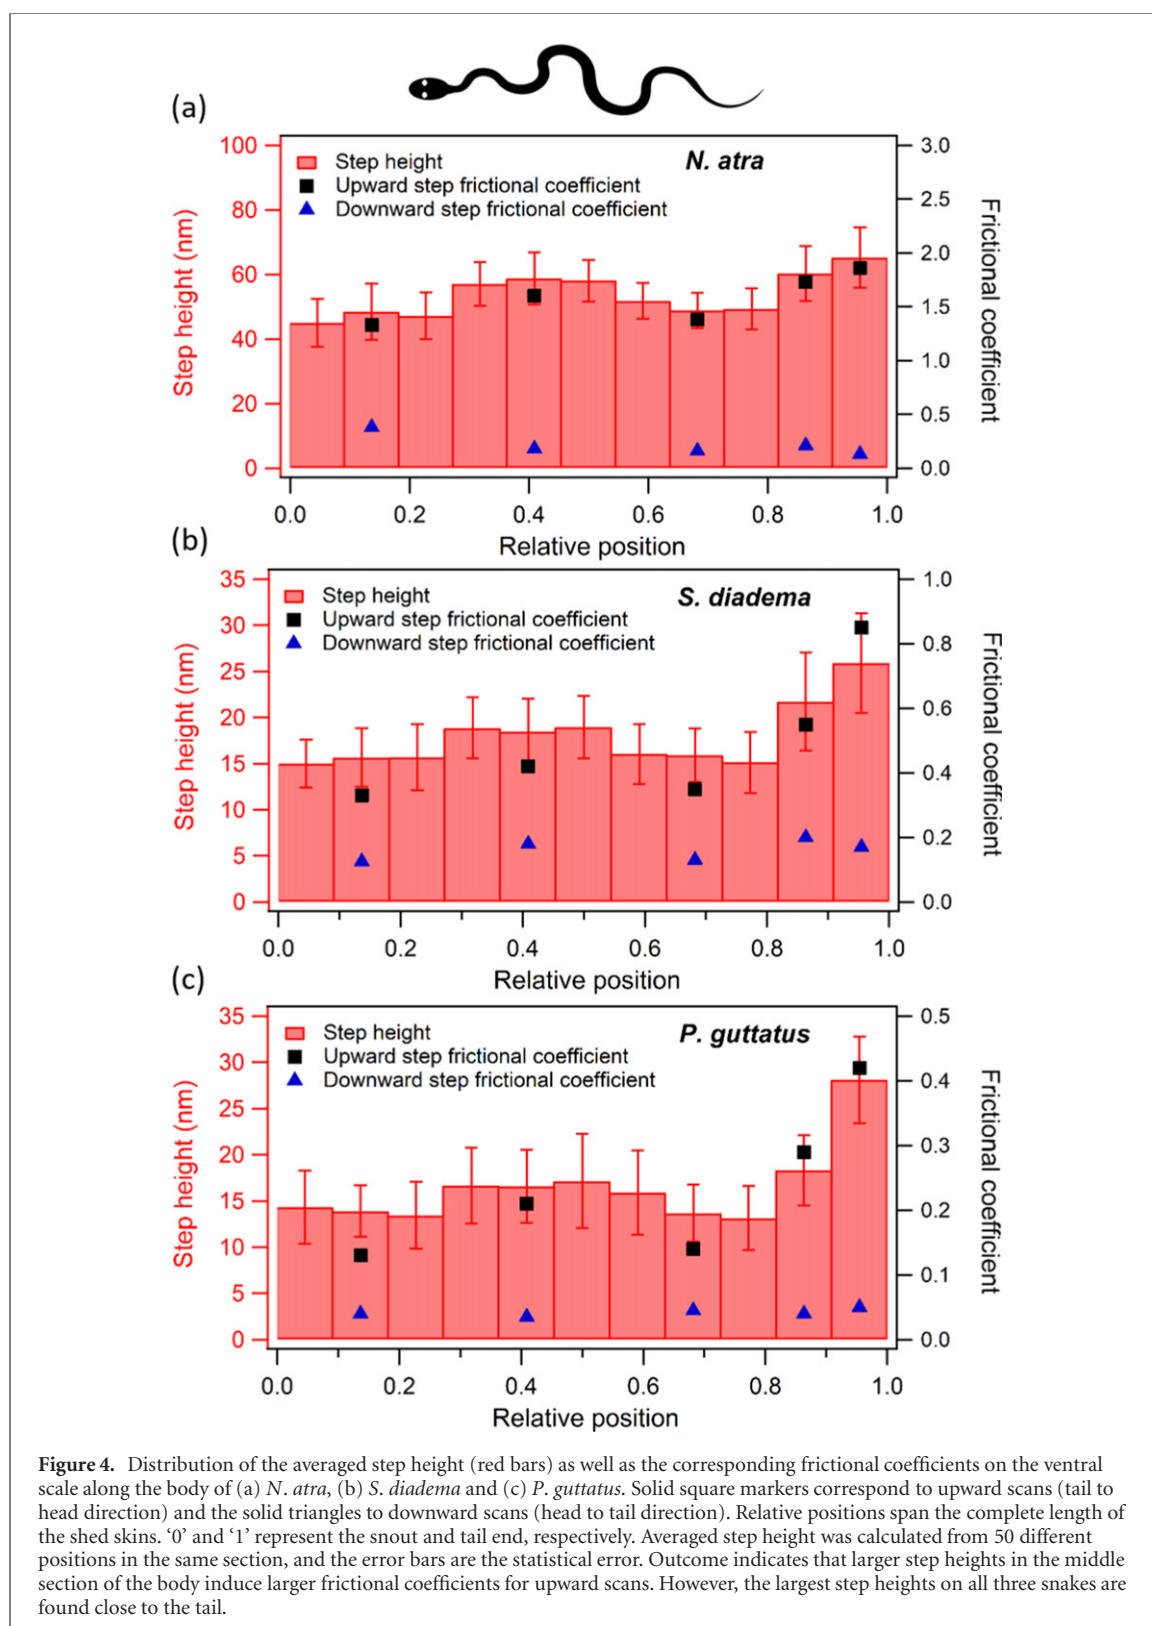 (a)
N. atra
Step height
Upward step frictional coefficient
Downward step frictional coefficient
Step height (nm)
100
80
60
40
20
0
Frictional coefficient
3.0
2.5
2.0
1.5
1.0
0.5
0.0
0.0 0.2 0.4 0.6 0.8 1.0
Relative position
(b)
S. diadema
Step height
Upward step frictional coefficient
Downward step frictional coefficient
Step height (nm)
35
30
25
20
15
10
5
0
Frictional coefficient
1.0
0.8
0.6
0.4
0.2
0.0
0.0 0.2 0.4 0.6 0.8 1.0
Relative position
(c)
P. guttatus
Step height
Upward step frictional coefficient
Downward step frictional coefficient
Step height (nm)
35
30
25
20
15
10
5
0
Frictional coefficient
0.5
0.4
0.3
0.2
0.1
0.0
0.0 0.2 0.4 0.6 0.8 1.0
Relative position
Figure 4. Distribution of the averaged step height (red bars) as well as the corresponding frictional coefficients on the ventral
scale along the body of (a) N. atra, (b) S. diadema and (c) P. guttatus. Solid square markers correspond to upward scans (tail to
head direction) and the solid triangles to downward scans (head to tail direction). Relative positions span the complete length of
the shed skins. ‘0’ and ‘1’ represent the snout and tail end, respectively. Averaged step height was calculated from 50 different
positions in the same section, and the error bars are the statistical error. Outcome indicates that larger step heights in the middle
section of the body induce larger frictional coefficients for upward scans. However, the largest step heights on all three snakes are
found close to the tail.